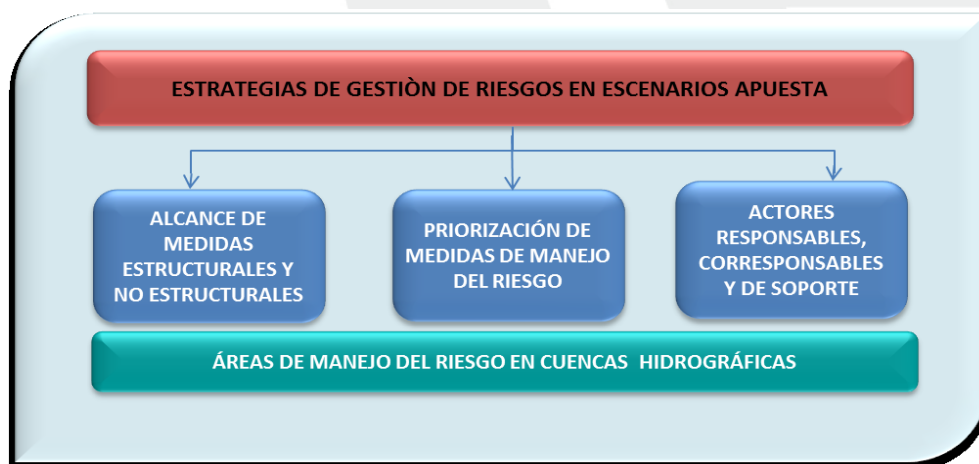 ESTRATEGIAS DE GESTIÒN DE RIESGOS EN ESCENARIOS APUESTA
ALCANCE DE
MEDIDAS
ESTRUCTURALES Y
NO ESTRUCTURALES
PRIORIZACIÓN DE
MEDIDAS DE MANEJO
DEL RIESGO
ACTORES
RESPONSABLES,
CORRESPONSABLES
Y DE SOPORTE
ÁREAS DE MANEJO DEL RIESGO EN CUENCAS HIDROGRÁFICAS